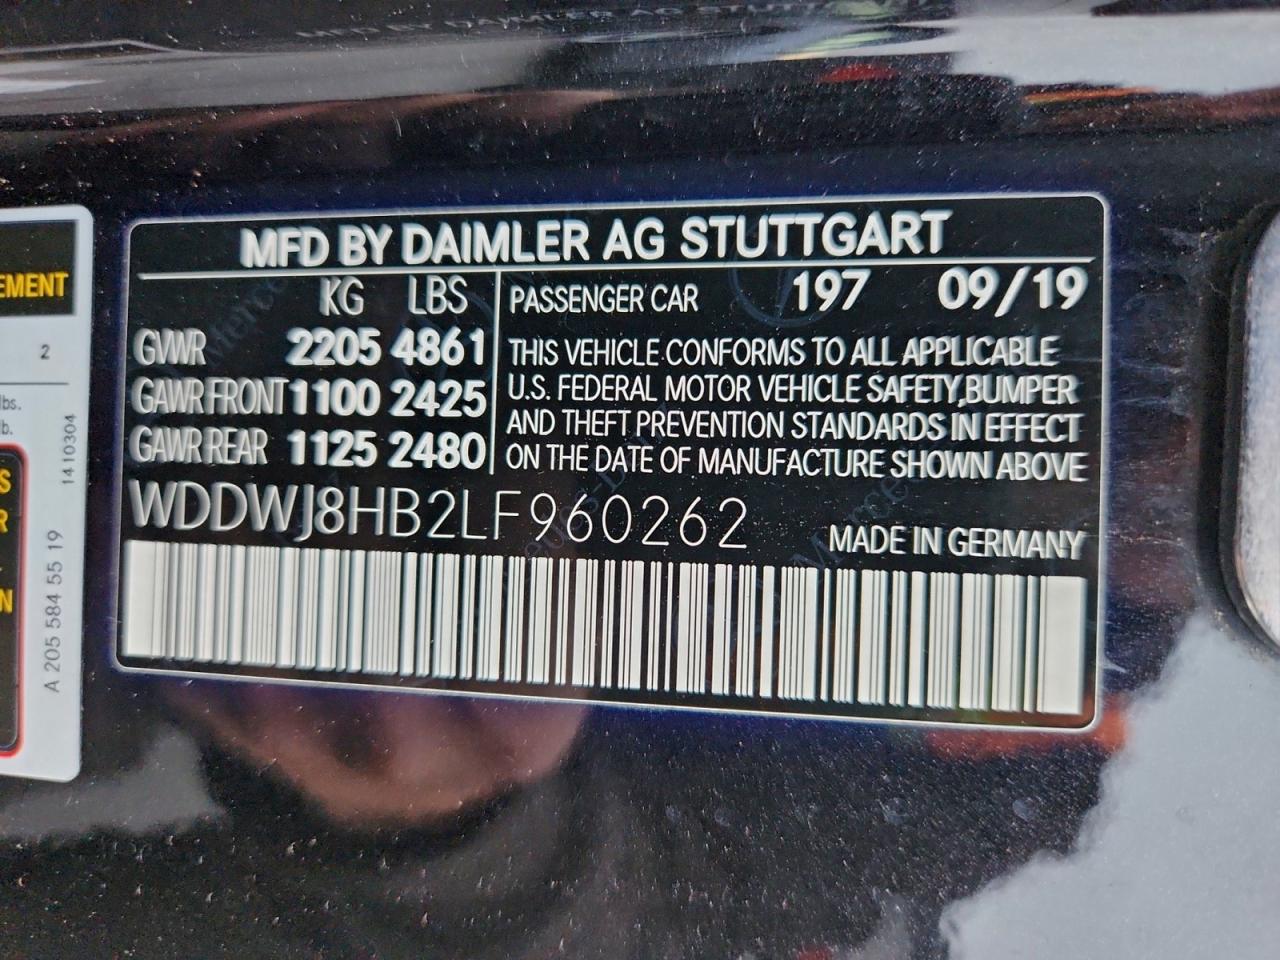 MFD BY DAIMLER AG STUTTGART
KG LBS
GVWR 2205 4861
GAWR FRONT 1100 2425
GAWR REAR 1125 2480
PASSENGER CAR 197 09/19
THIS VEHICLE CONFORMS TO ALL APPLICABLE
U.S. FEDERAL MOTOR VEHICLE SAFETY,BUMPER
AND THEFT PREVENTION STANDARDS IN EFFECT
ON THE DATE OF MANUFACTURE SHOWN ABOVE
WDDWJ8HB2LF960262
MADE IN GERMANY
2
lbs.
lb.
1410304
A 205 584 55 19